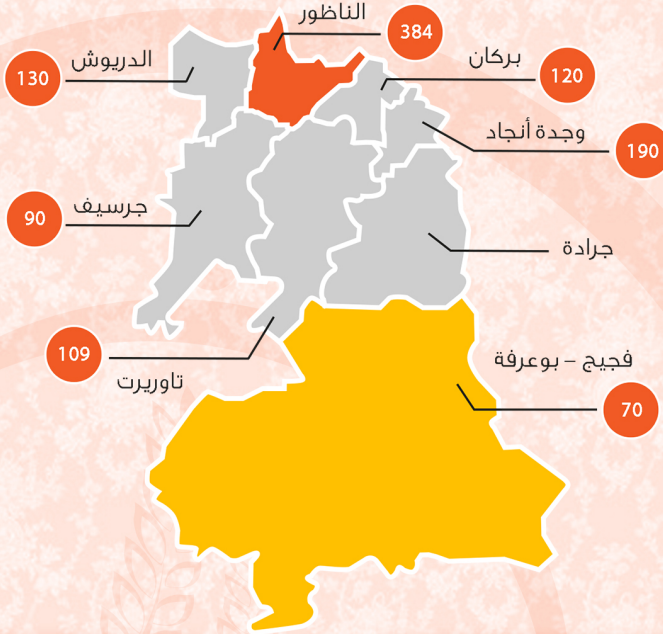 الناظور
384
الدريوش
130
بركان
120
وجدة أنجاد
190
جرسيف
90
جرادة
109
تاوريرت
فجيج – بوعرفة
70